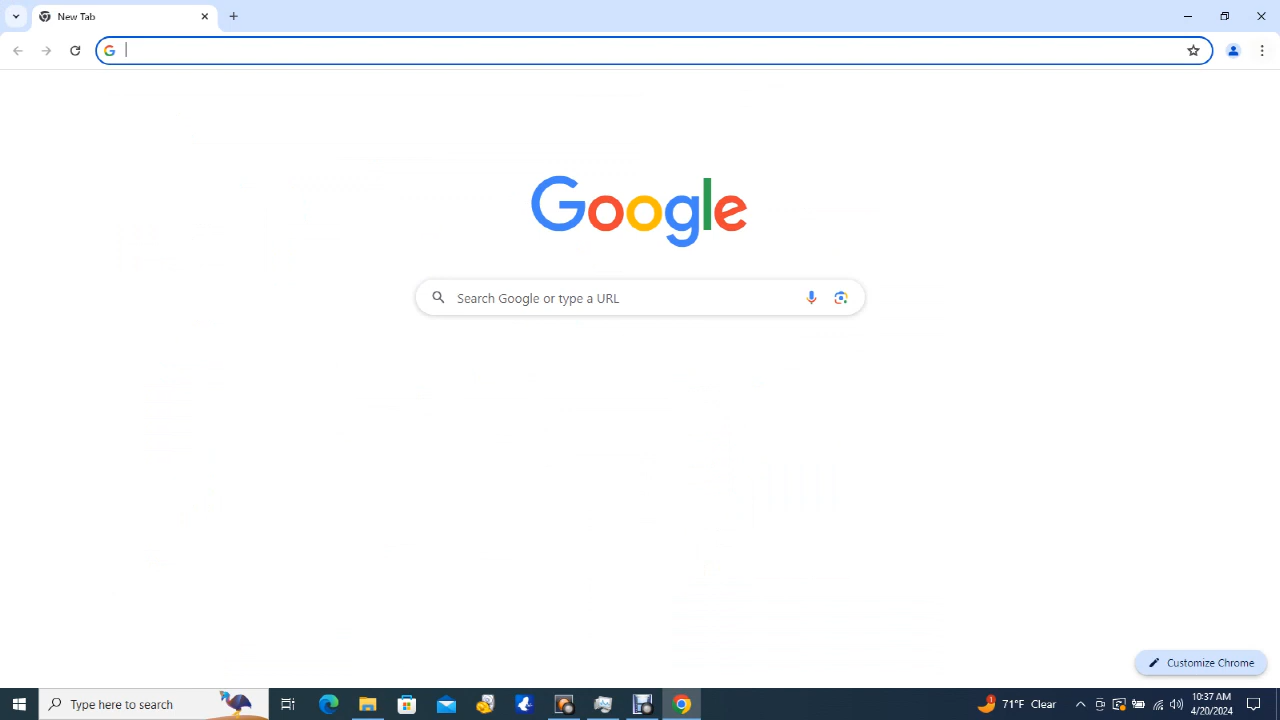 New Tab
Google
Search Google or type a URL
Customize Chrome
Type here to search
1
71°F Clear
10:37 AM
4/20/2024